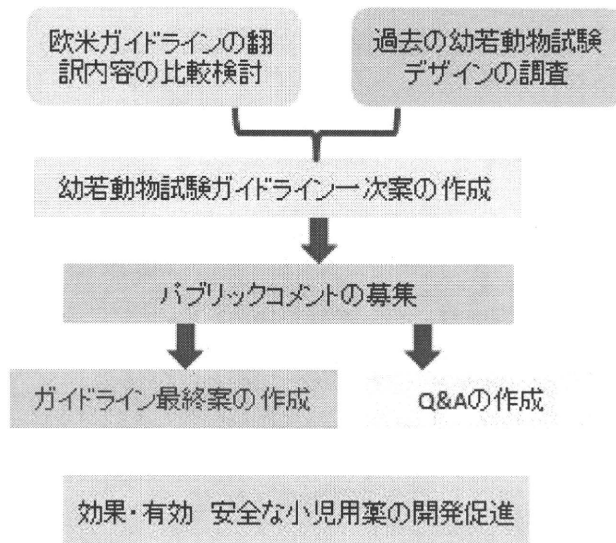 欧米ガイドラインの翻
訳内容の比較検討
過去の幼若動物試験
デザインの調査
幼若動物試験ガイドライン一次案の作成
パブリックコメントの募集
ガイドライン最終案の作成
Q&Aの作成
効果・有効 安全な小児用薬の開発促進